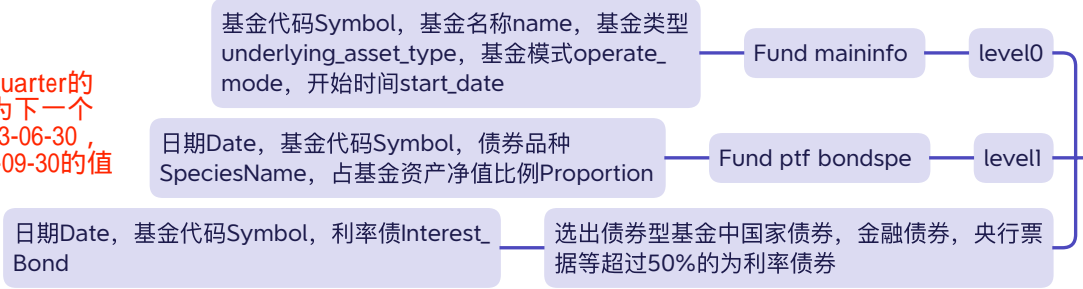 基金代码Symbol，基金名称name，基金类型
underlying_asset_type，基金模式operate_
mode，开始时间start_date
Fund maininfo
level0
uarter的
为下一个
3-06-30，
-09-30的值
日期Date，基金代码Symbol，债券品种
SpeciesName，占基金资产净值比例Proportion
Fund ptf bondspe
level1
日期Date，基金代码Symbol，利率债Interest_
Bond
选出债券型基金中国家债券，金融债券，央行票
据等超过50%的为利率债券